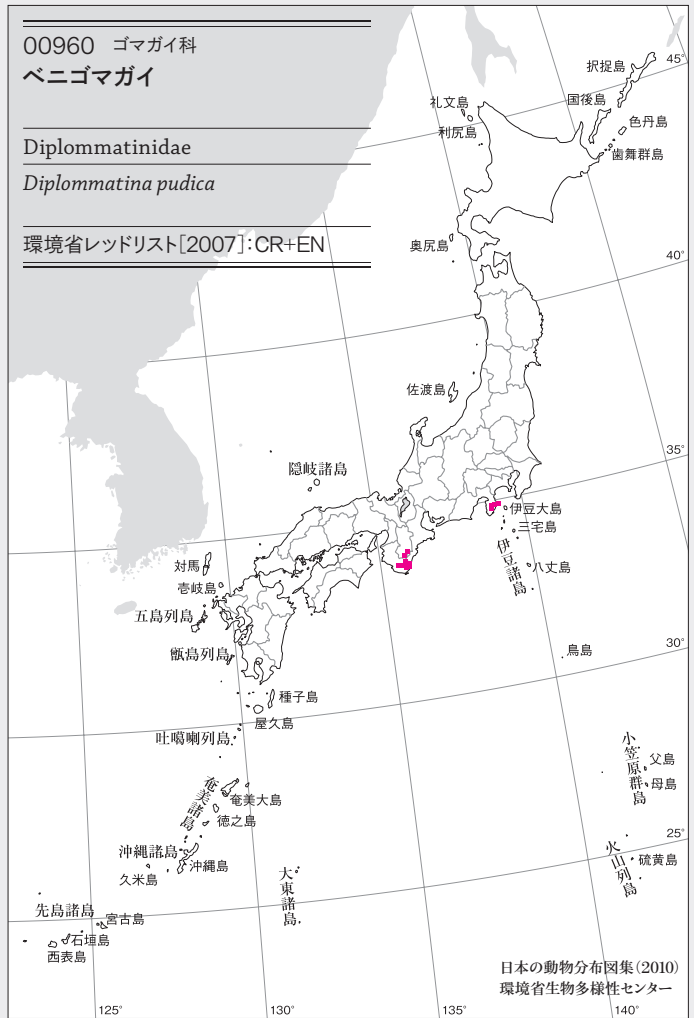 00960 ゴマガイ科
ベニゴマガイ
Diplommatinidae
Diplommatina pudica
環境省レッドリスト[2007]:CR+EN
45°
択捉島
礼文島
国後島
色丹島
利尻島
歯舞群島
奥尻島
40°
佐渡島
35°
隠岐諸島
伊豆大島
三宅島
伊豆諸島
八丈島
対馬
壱岐島
五島列島
甑島列島
鳥島
30°
種子島
屋久島
吐噶喇列島
小笠原群島
父島
母島
奄美諸島
奄美大島
徳之島
25°
沖縄諸島
沖縄島
久米島
火山列島
硫黄島
大東諸島
先島諸島
宮古島
石垣島
西表島
日本の動物分布図集(2010)
環境省生物多様性センター
125°
130°
135°
140°